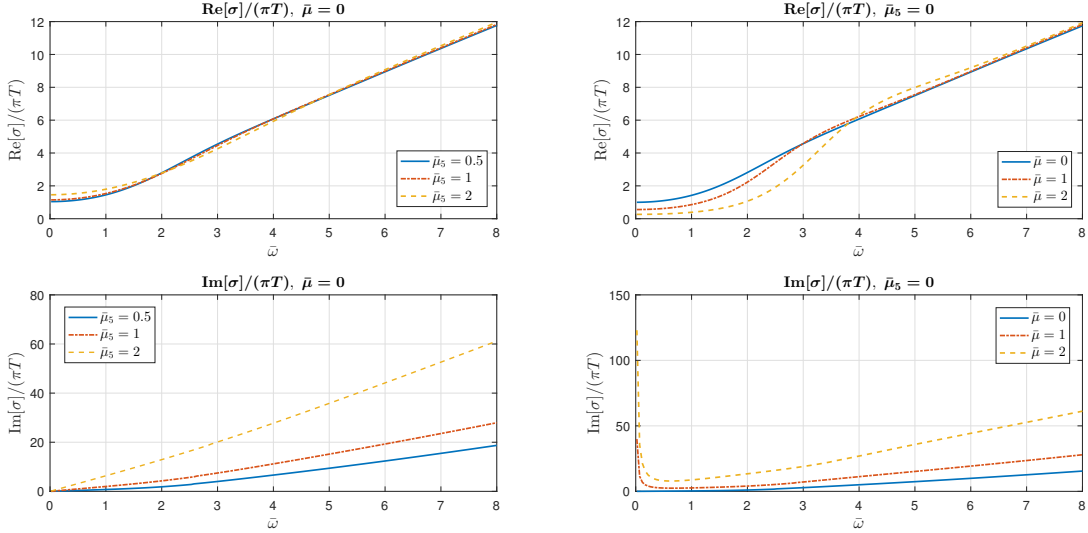 Re[σ]/(πT), μ̄ = 0
Re[σ]/(πT)
12
10
8
6
4
2
0
μ̄₅ = 0.5
μ̄₅ = 1
μ̄₅ = 2
0 1 2 3 4 5 6 7 8
ω̄
Re[σ]/(πT), μ̄₅ = 0
Re[σ]/(πT)
12
10
8
6
4
2
0
μ̄ = 0
μ̄ = 1
μ̄ = 2
0 1 2 3 4 5 6 7 8
ω̄
Im[σ]/(πT), μ̄ = 0
Im[σ]/(πT)
80
60
40
20
0
μ̄₅ = 0.5
μ̄₅ = 1
μ̄₅ = 2
0 1 2 3 4 5 6 7 8
ω̄
Im[σ]/(πT), μ̄₅ = 0
Im[σ]/(πT)
150
100
50
0
μ̄ = 0
μ̄ = 1
μ̄ = 2
0 1 2 3 4 5 6 7 8
ω̄